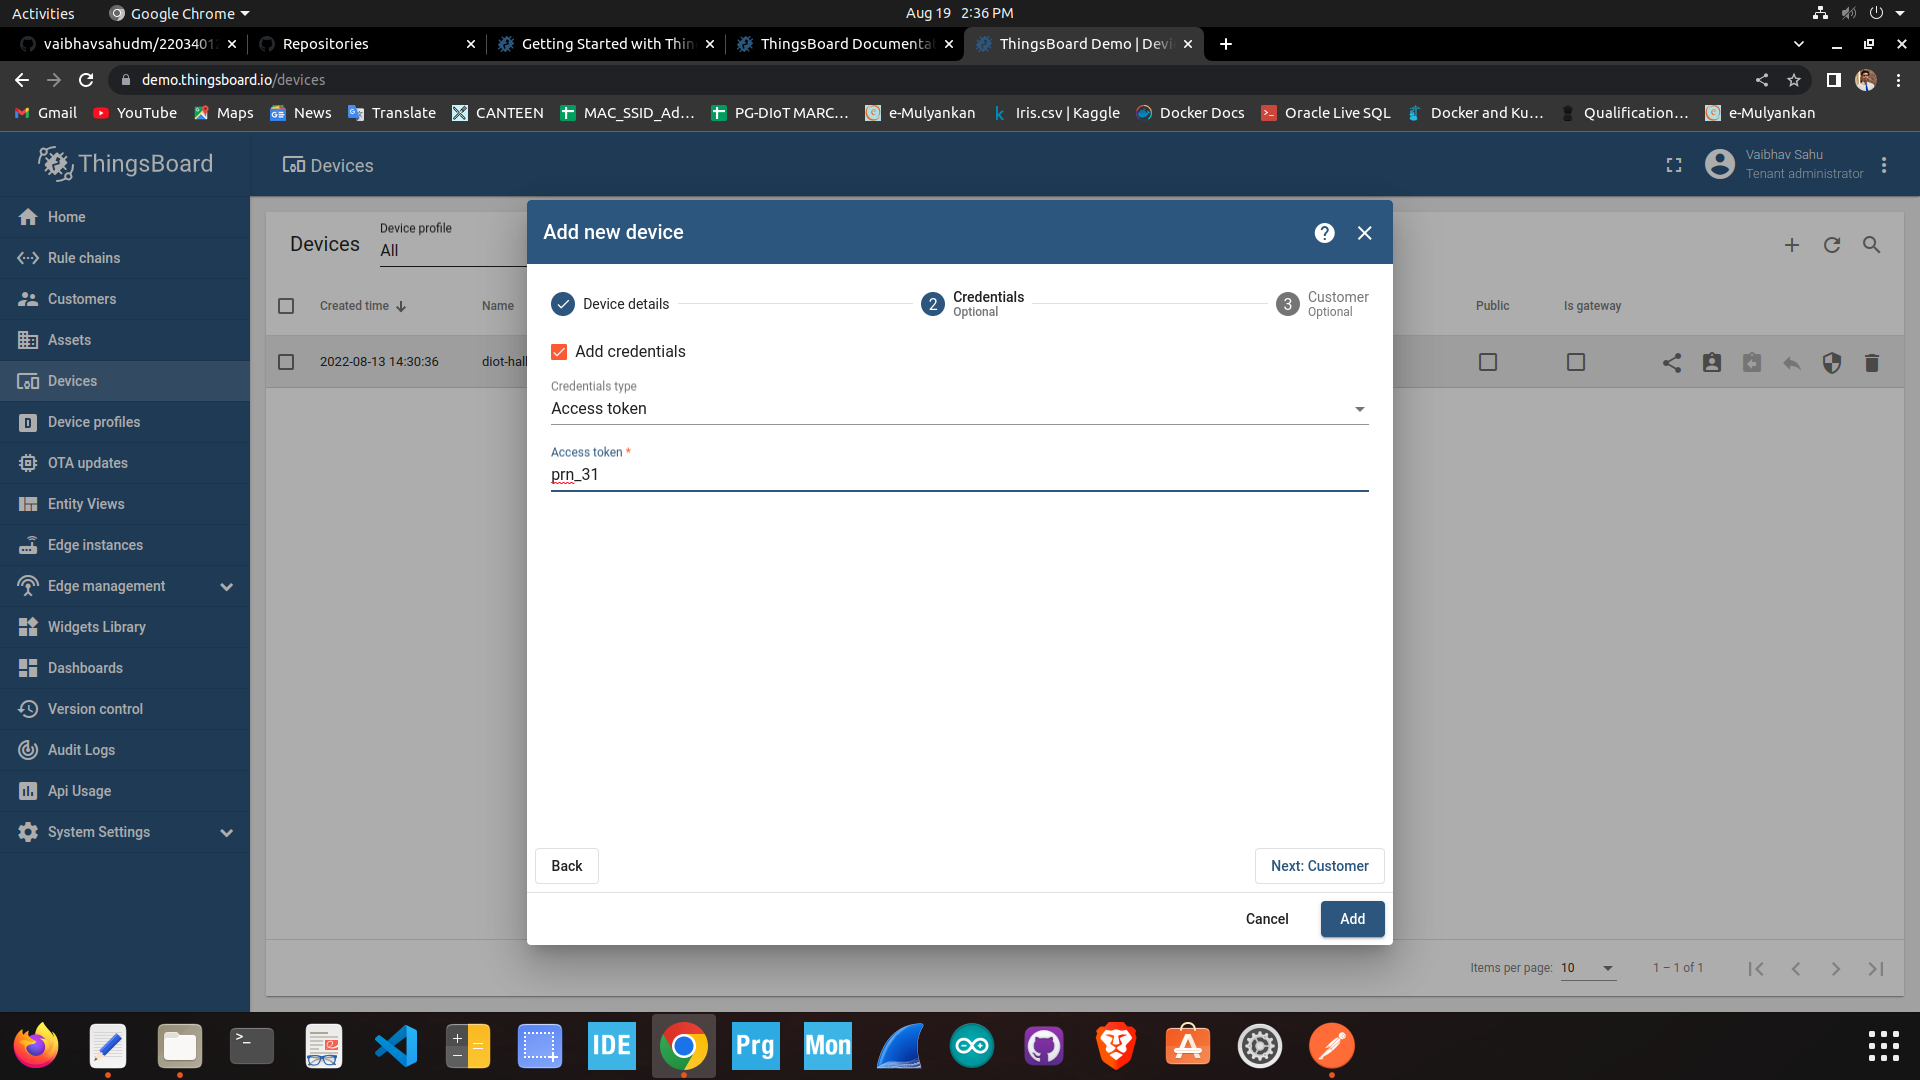 Activities
Google Chrome
Aug 19 2:36 PM
vaibhavsahudm/2203401
Repositories
Getting Started with Thin
ThingsBoard Documenta
ThingsBoard Demo | Devi
demo.thingsboard.io/devices
Gmail
YouTube
Maps
News
Translate
CANTEEN
MAC_SSID_Ad...
PG-DIoT MARC...
e-Mulyankan
Iris.csv | Kaggle
Docker Docs
Oracle Live SQL
Docker and Ku...
Qualification...
e-Mulyankan
ThingsBoard
Devices
Vaibhav Sahu
Tenant administrator
Home
Rule chains
Customers
Assets
Devices
Device profiles
OTA updates
Entity Views
Edge instances
Edge management
Widgets Library
Dashboards
Version control
Audit Logs
Api Usage
System Settings
Devices
Device profile
All
Created time
Name
Public
Is gateway
2022-08-13 14:30:36
diot-hal
Add new device
Device details
2
Credentials
Optional
3
Customer
Optional
Add credentials
Credentials type
Access token
Access token *
prn_31
Back
Next: Customer
Cancel
Add
Items per page: 10
1 – 1 of 1
IDE
Prg
Mon